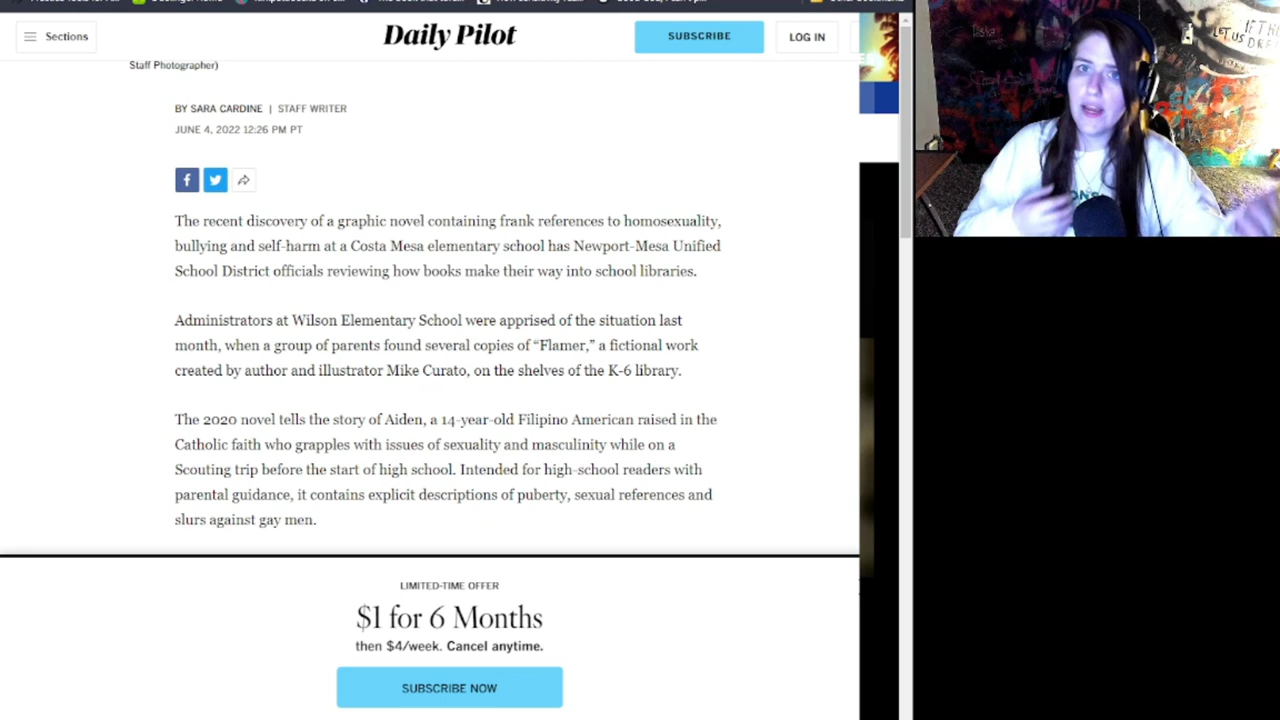 Sections
Daily Pilot
SUBSCRIBE
LOG IN
Staff Photographer)
BY SARA CARDINE | STAFF WRITER
JUNE 4, 2022 12:26 PM PT
The recent discovery of a graphic novel containing frank references to homosexuality,
bullying and self-harm at a Costa Mesa elementary school has Newport-Mesa Unified
School District officials reviewing how books make their way into school libraries.
Administrators at Wilson Elementary School were apprised of the situation last
month, when a group of parents found several copies of “Flamer,” a fictional work
created by author and illustrator Mike Curato, on the shelves of the K-6 library.
The 2020 novel tells the story of Aiden, a 14-year-old Filipino American raised in the
Catholic faith who grapples with issues of sexuality and masculinity while on a
Scouting trip before the start of high school. Intended for high-school readers with
parental guidance, it contains explicit descriptions of puberty, sexual references and
slurs against gay men.
LIMITED-TIME OFFER
$1 for 6 Months
then $4/week. Cancel anytime.
SUBSCRIBE NOW
LET US